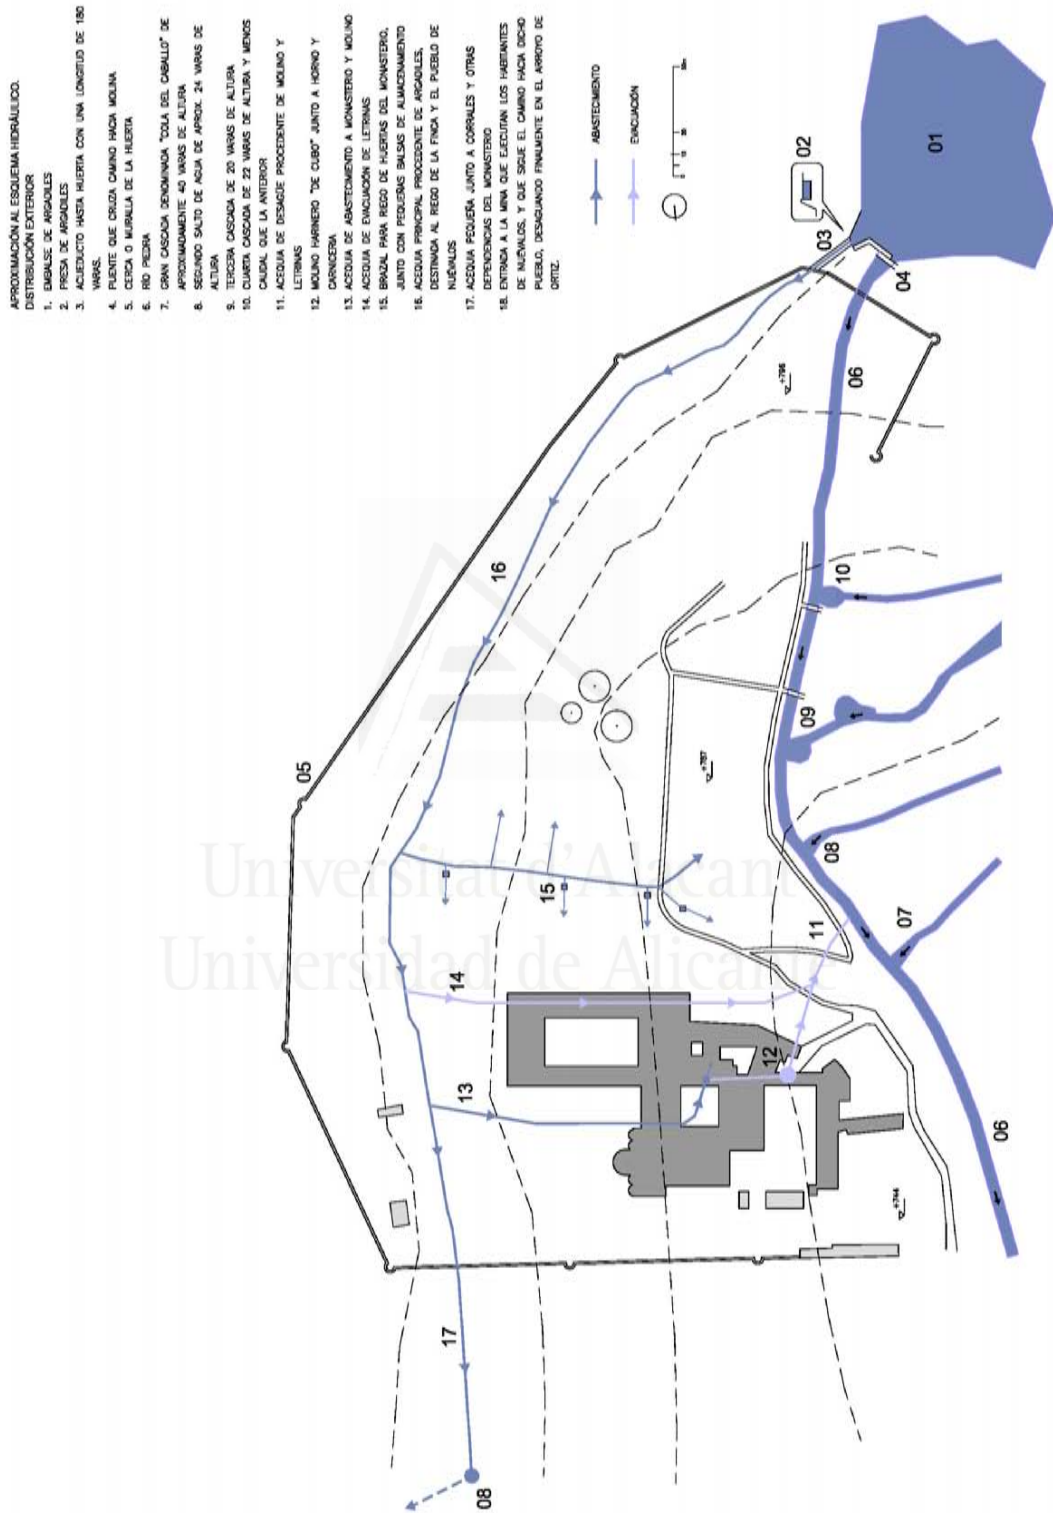 APROXIMACIÓN AL ESQUEMA HIDRÁULICO.
DISTRIBUCIÓN EXTERIOR
1. EMBALSE DE ARGADILES
2. PRESA DE ARGADILES
3. ACUEDUCTO HASTA HUERTA CON UNA LONGITUD DE 180
VARAS.
4. PUENTE QUE CRUZA CAMINO HACIA MOLINA
5. CERCA O MURALLA DE LA HUERTA
6. RÍO PIEDRA
7. GRAN CASCADA DENOMINADA "COLA DEL CABALLO" DE
APROXIMADAMENTE 40 VARAS DE ALTURA
8. SEGUNDO SALTO DE AGUA DE APROX. 24 VARAS DE
ALTURA
9. TERCERA CASCADA DE 20 VARAS DE ALTURA
10. CUARTA CASCADA DE 22 VARAS DE ALTURA Y MENOS
CAUDAL QUE LA ANTERIOR
11. ACEQUIA DE DESAGÜE PROCEDENTE DE MOLINO Y
LETRINAS
12. MOLINO HARINERO "DE CUBO" JUNTO A HORNO Y
CARNICERIA
13. ACEQUIA DE ABASTECIMIENTO A MONASTERIO Y MOLINO
14. ACEQUIA DE EVACUACIÓN DE LETRINAS
15. BRAZAL PARA RIEGO DE HUERTAS DEL MONASTERIO,
JUNTO CON PEQUEÑAS BALSAS DE ALMACENAMIENTO
16. ACEQUIA PRINCIPAL PROCEDENTE DE ARGADILES,
DESTINADA AL RIEGO DE LA FINCA Y EL PUEBLO DE
NUÉVALOS
17. ACEQUIA PEQUEÑA JUNTO A CORRALES Y OTRAS
DEPENDENCIAS DEL MONASTERIO
18. ENTRADA A LA MINA QUE EJECUTAN LOS HABITANTES
DE NUÉVALOS, Y QUE SIGUE EL CAMINO HACIA DICHO
PUEBLO, DESAGUANDO FINALMENTE EN EL ARROYO DE
ORTIZ.
ABASTECIMIENTO
EVACUACIÓN
01
02
03
04
+796
06
16
10
05
09
+787
08
15
07
11
14
12
13
06
+744
17
08
Universitat d'Alacant
Universidad de Alicante